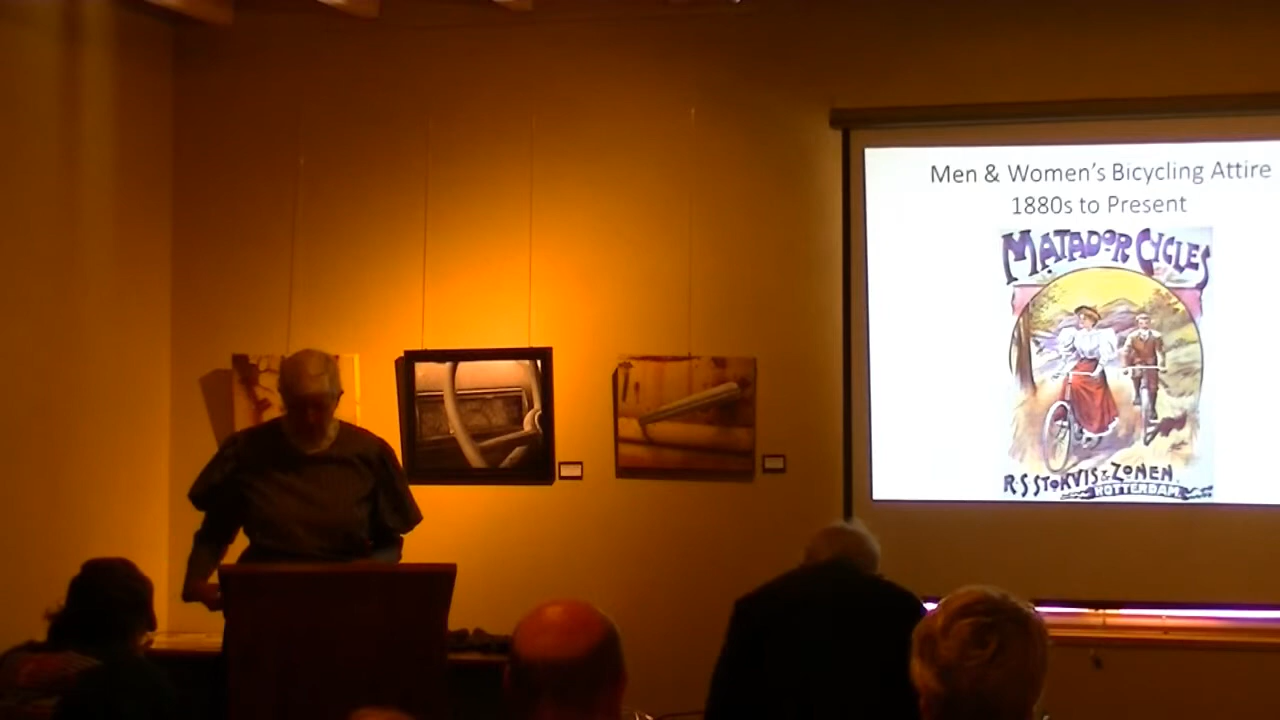 Men & Women's Bicycling Attire
1880s to Present
MATADOR CYCLES
R·S STOKVIS & ZONEN.
ROTTERDAM